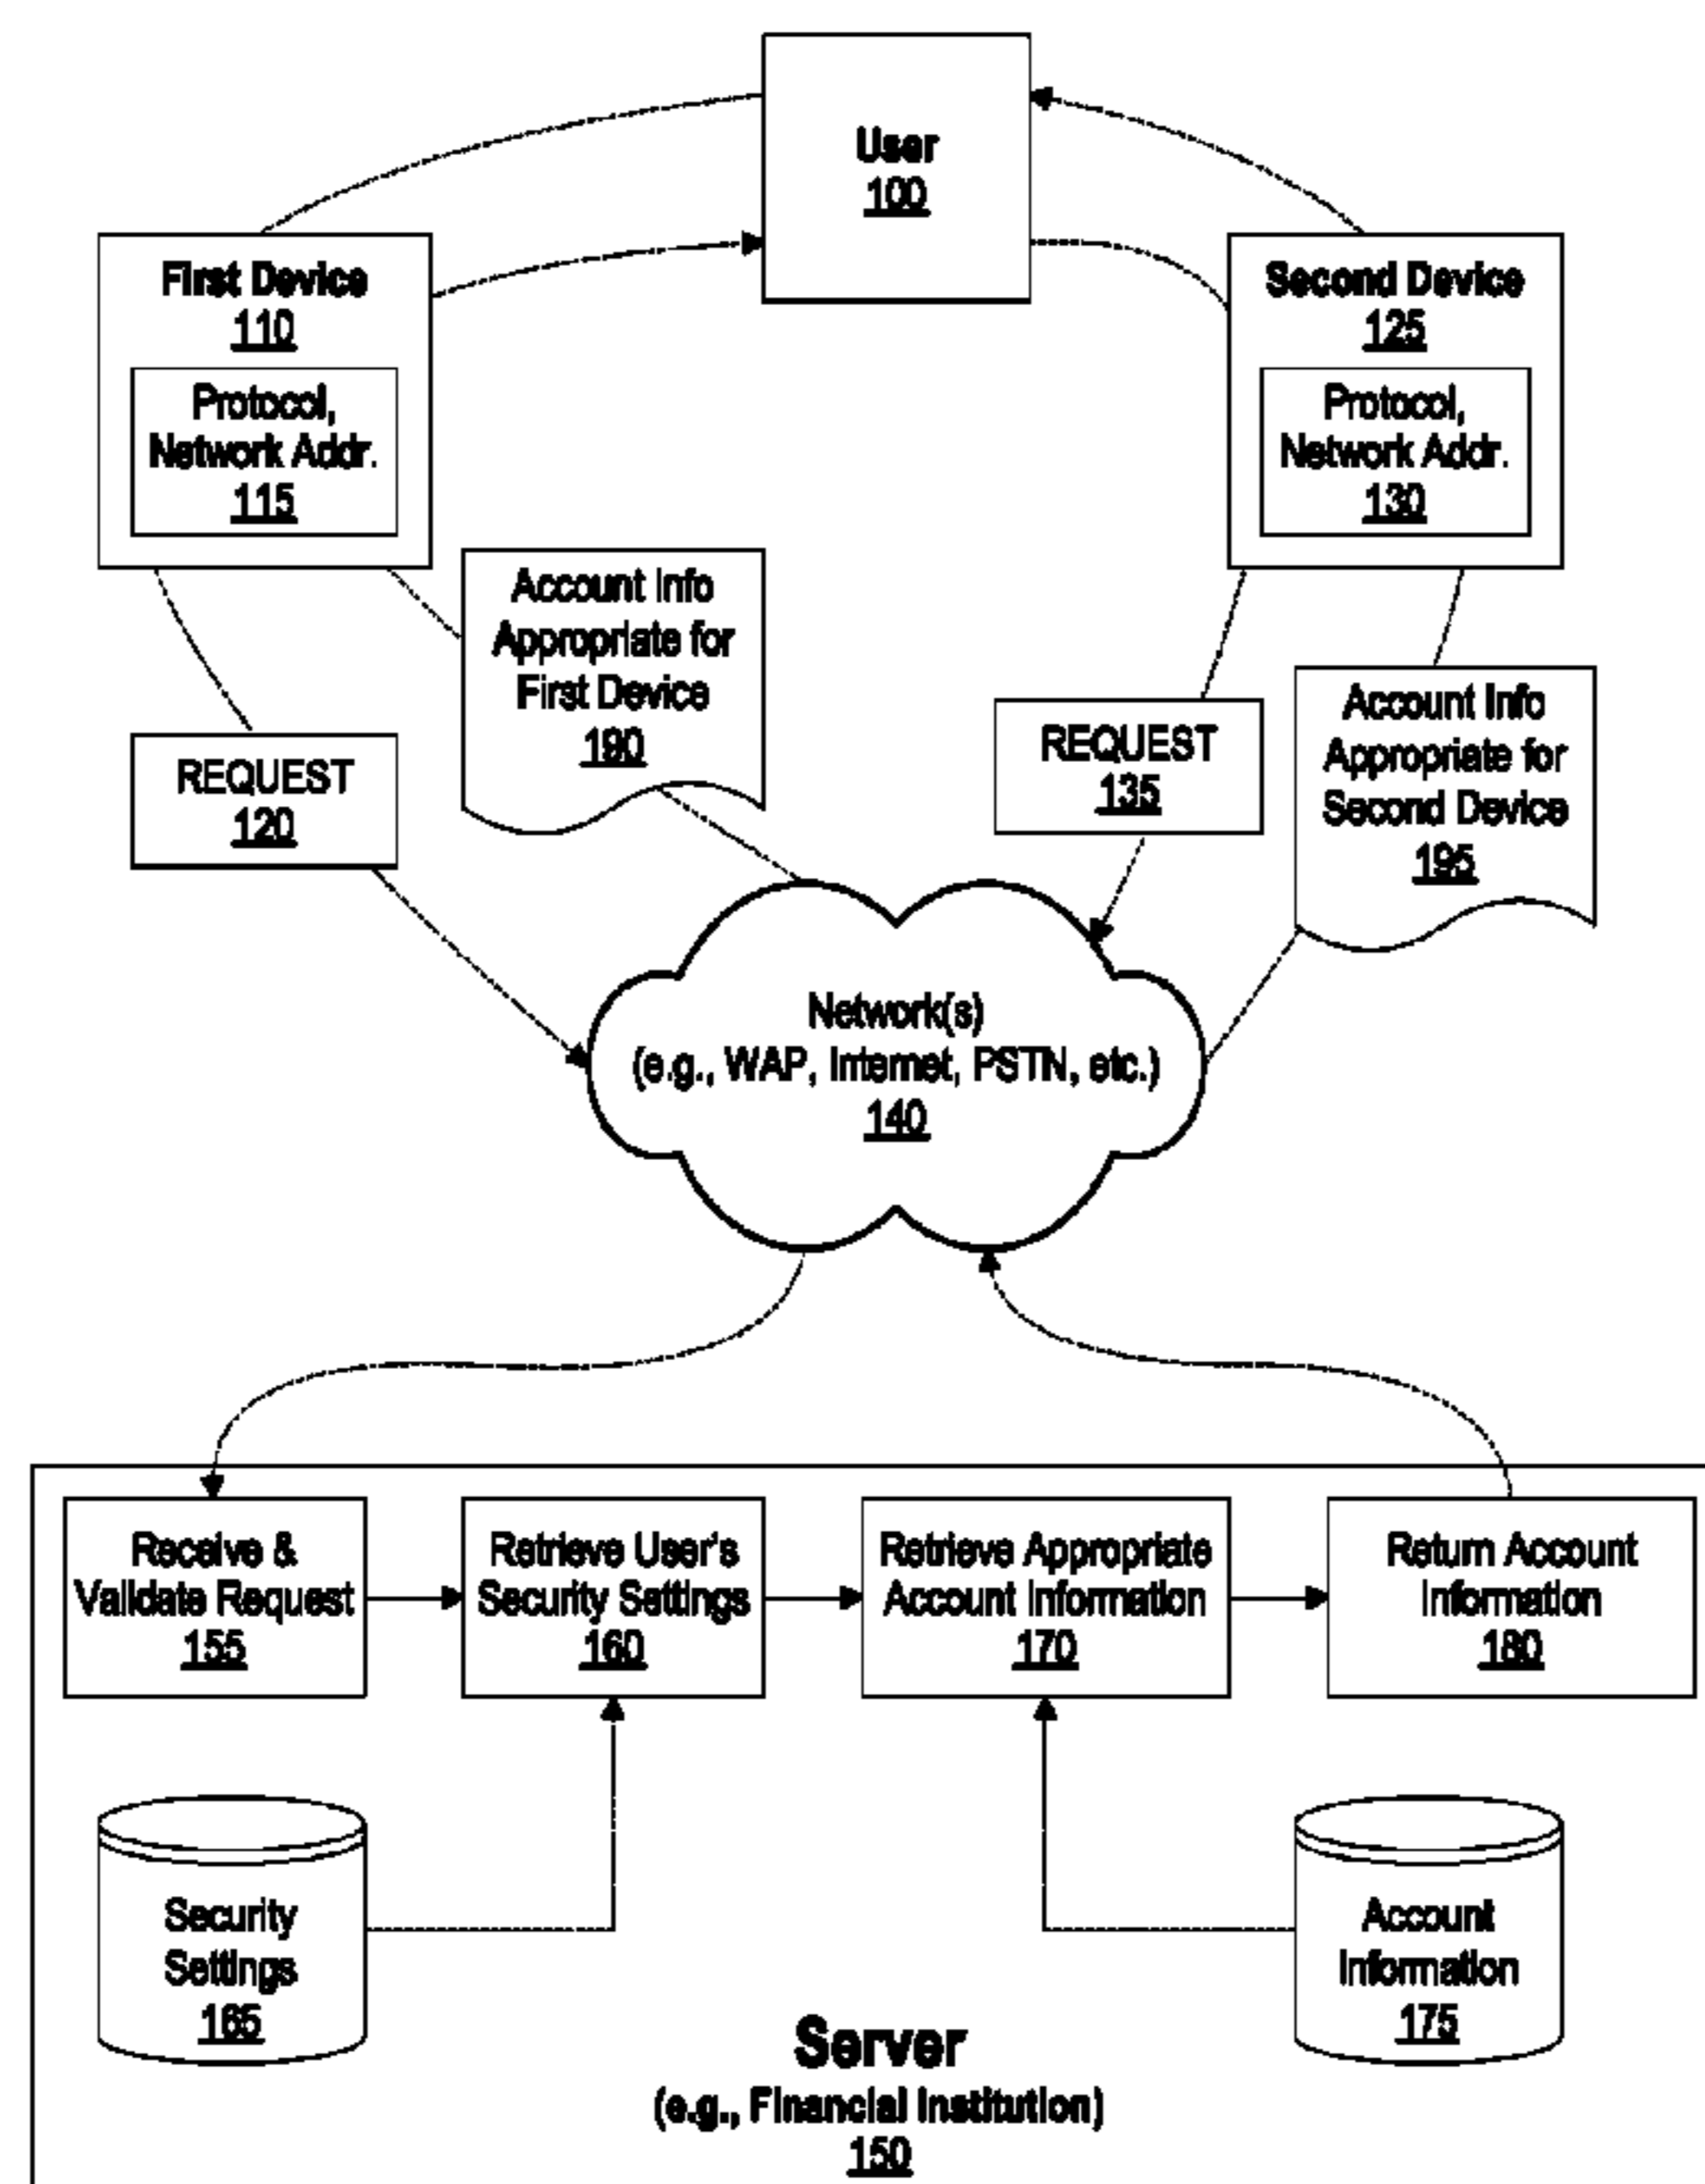 User
100
First Device
110
Protocol,
Network Addr.
115
Second Device
125
Protocol,
Network Addr.
130
Account Info
Appropriate for
First Device
190
REQUEST
120
REQUEST
135
Account Info
Appropriate for
Second Device
195
Network(s)
(e.g., WAP, Internet, PSTN, etc.)
140
Receive &
Validate Request
155
Retrieve User's
Security Settings
160
Retrieve Appropriate
Account Information
170
Return Account
Information
180
Security
Settings
165
Account
Information
175
Server
(e.g., Financial Institution)
150